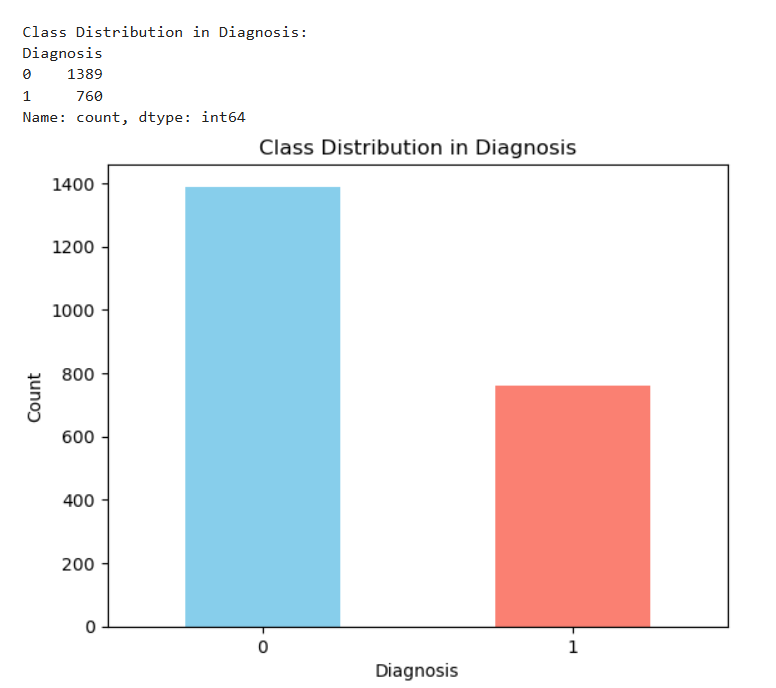 Class Distribution in Diagnosis:
Diagnosis
0    1389
1     760
Name: count, dtype: int64
Class Distribution in Diagnosis
1400
1200
1000
800
600
400
200
0
Count
0 1
Diagnosis